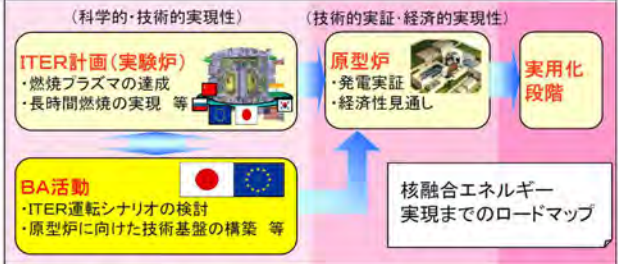 (科学的・技術的実現性)
(技術的実証・経済的実現性)
ITER計画(実験炉)
・燃焼プラズマの達成
・長時間燃焼の実現 等
原型炉
・発電実証
・経済性見通し
実用化
段階
BA活動
・ITER運転シナリオの検討
・原型炉に向けた技術基盤の構築 等
核融合エネルギー
実現までのロードマップ